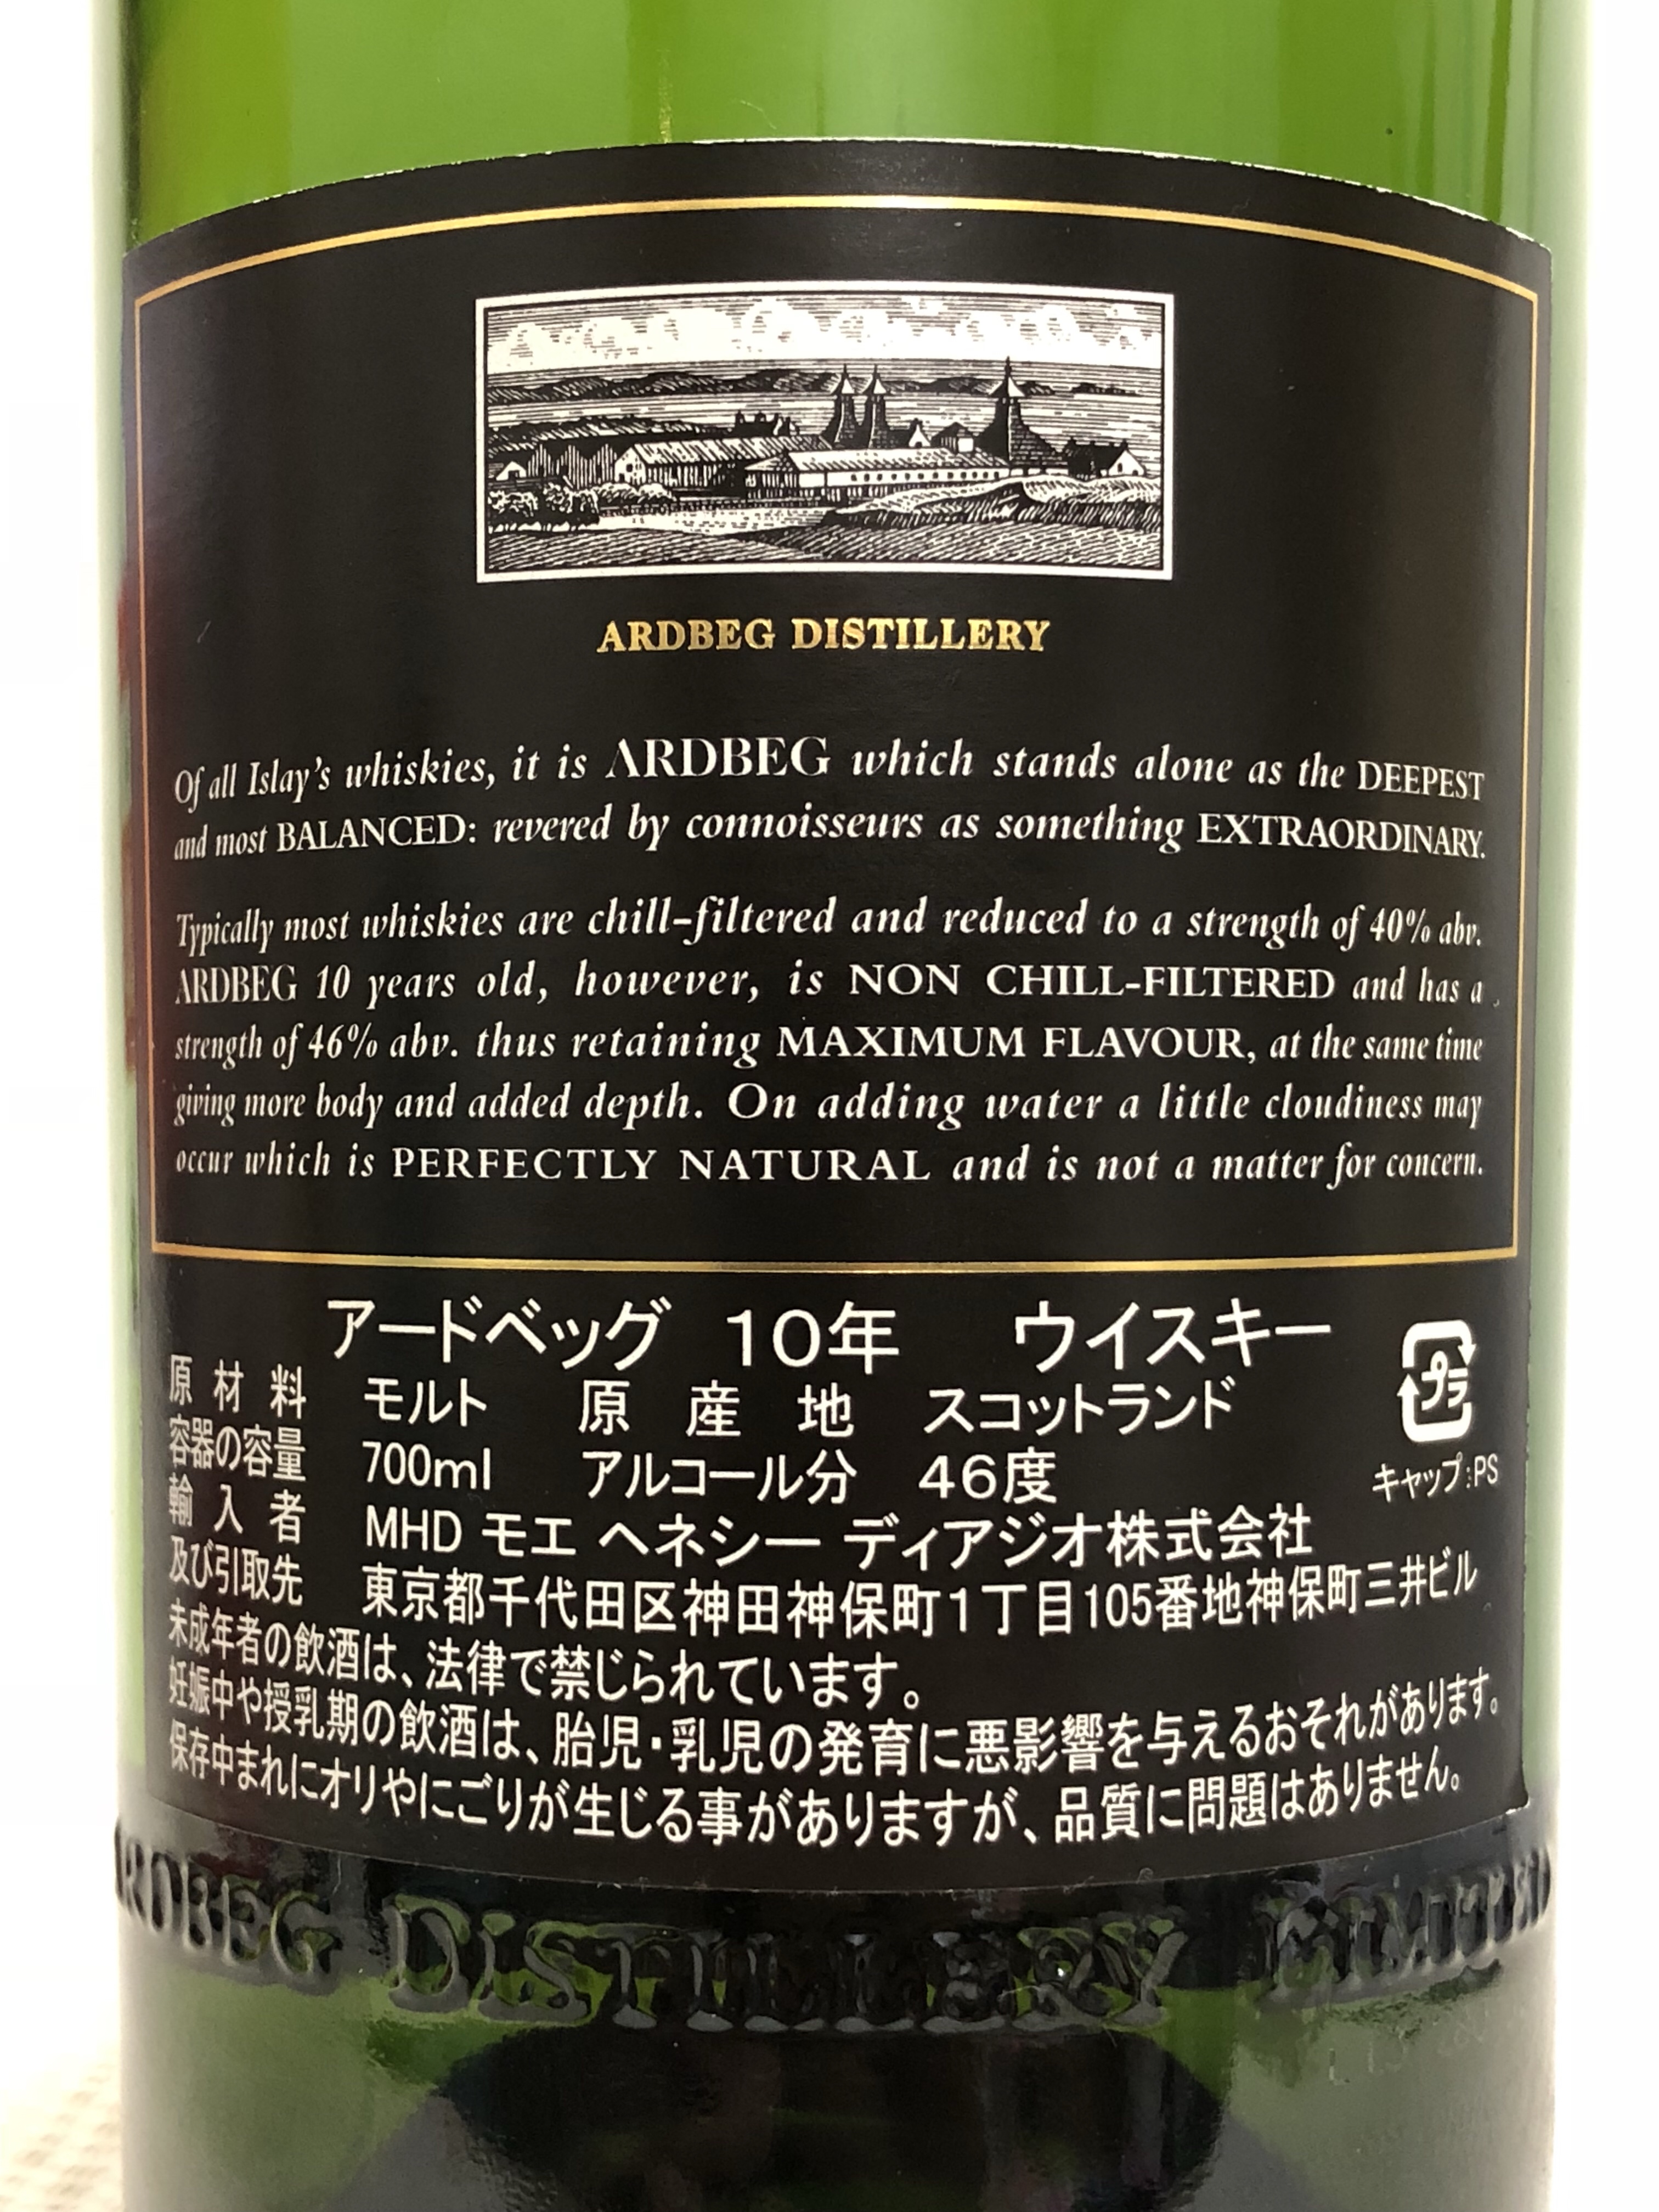 ARDBEG DISTILLERY
Of all Islay's whiskies, it is ARDBEG which stands alone as the DEEPEST
and most BALANCED: revered by connoisseurs as something EXTRAORDINARY.
Typically most whiskies are chill-filtered and reduced to a strength of 40% abv.
ARDBEG 10 years old, however, is NON CHILL-FILTERED and has a
strength of 46% abv. thus retaining MAXIMUM FLAVOUR, at the same time
giving more body and added depth. On adding water a little cloudiness may
occur which is PERFECTLY NATURAL and is not a matter for concern.
アードベッグ 10年 ウイスキー
プラ
原材料 モルト 原産地 スコットランド
容器の容量 700ml アルコール分 46度
キャップ:PS
輸入者 MHD モエ ヘネシー ディアジオ株式会社
及び引取先 東京都千代田区神田神保町1丁目105番地神保町三井ビル
未成年者の飲酒は、法律で禁じられています。
妊娠中や授乳期の飲酒は、胎児・乳児の発育に悪影響を与えるおそれがあります。
保存中まれにオリやにごりが生じる事がありますが、品質に問題はありません。
ARDBEG DISTILLERY LIMITED